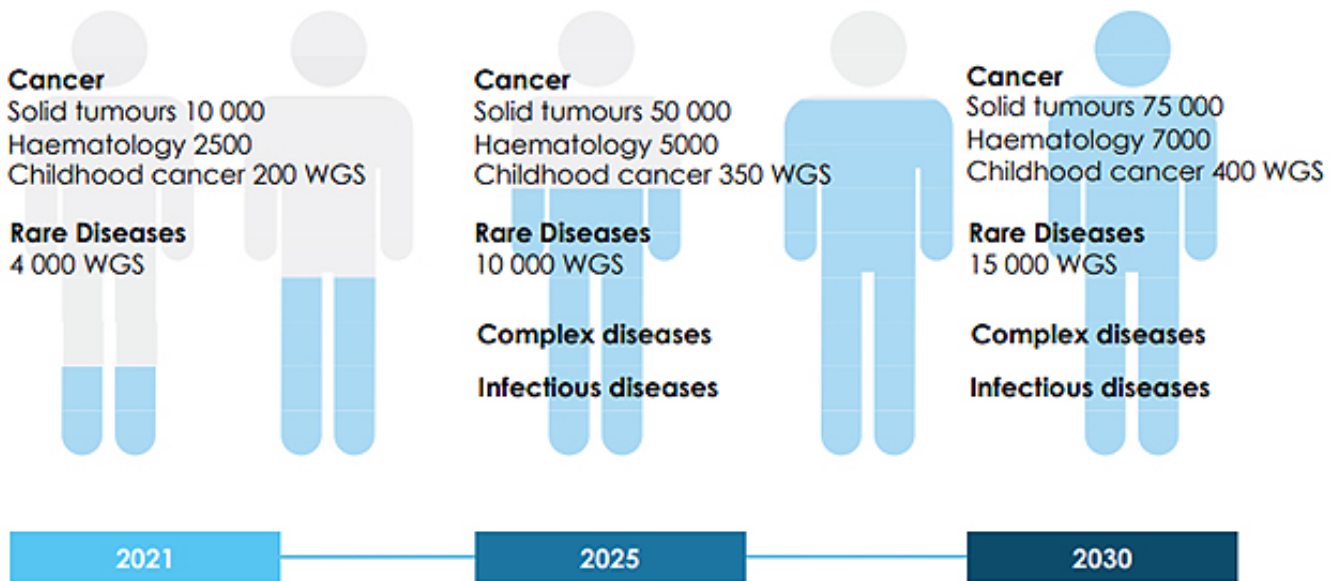 Cancer
Solid tumours 10 000
Haematology 2500
Childhood cancer 200 WGS
Rare Diseases
4 000 WGS
Cancer
Solid tumours 50 000
Haematology 5000
Childhood cancer 350 WGS
Rare Diseases
10 000 WGS
Complex diseases
Infectious diseases
Cancer
Solid tumours 75 000
Haematology 7000
Childhood cancer 400 WGS
Rare Diseases
15 000 WGS
Complex diseases
Infectious diseases
2021
2025
2030